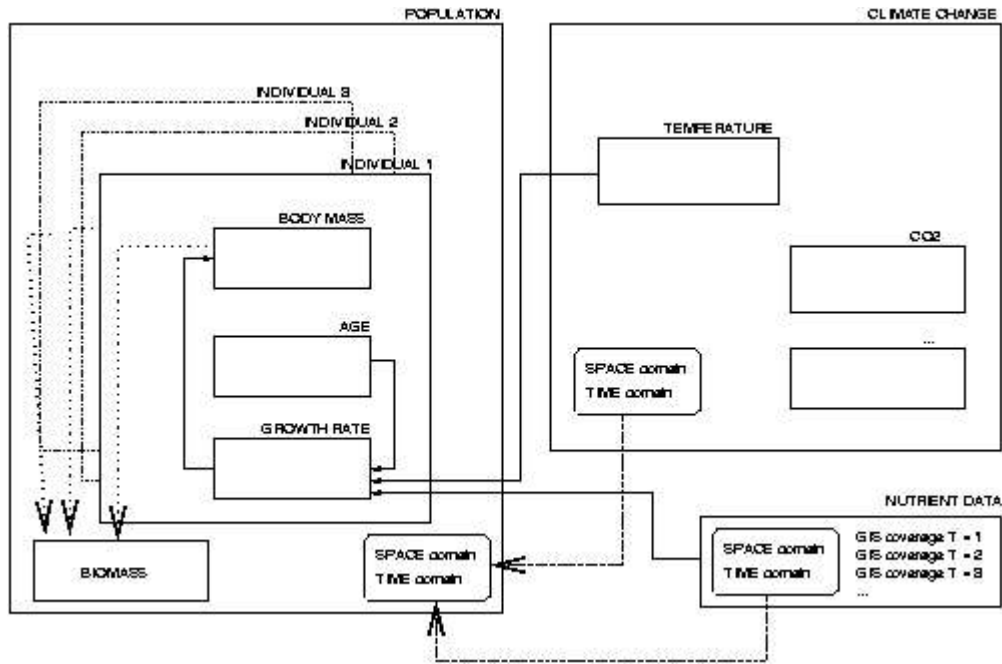 POPULATION
CLIMATE CHANGE
INDIVIDUAL 3
INDIVIDUAL 2
INDIVIDUAL 1
TEMPERATURE
BODY MASS
CO2
AGE
...
SPACE domain
TIME domain
GROWTH RATE
NUTRIENT DATA
BIOMASS
SPACE domain
TIME domain
SPACE domain
TIME domain
GIS coverage T = 1
GIS coverage T = 2
GIS coverage T = 3
...